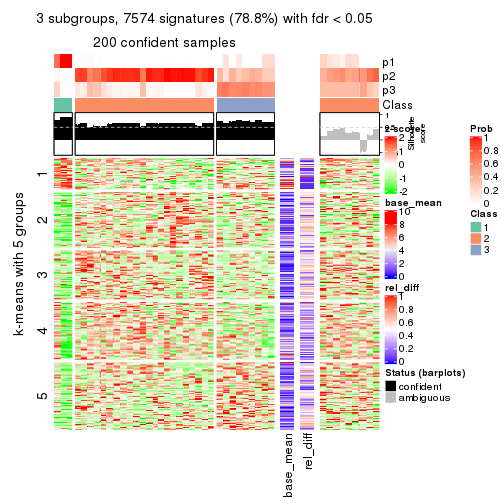 3 subgroups, 7574 signatures (78.8%) with fdr < 0.05
200 confident samples
p1
p2
p3
Class
1
Silhouette
score
z-score
2
1
0
-1
-2
Prob
1
0.8
0.6
0.4
0.2
0
base_mean
10
8
6
4
2
0
Class
1
2
3
rel_diff
1
0.8
0.6
0.4
0.2
0
Status (barplots)
confident
ambiguous
k-means with 5 groups
1
2
3
4
5
base_mean
rel_diff